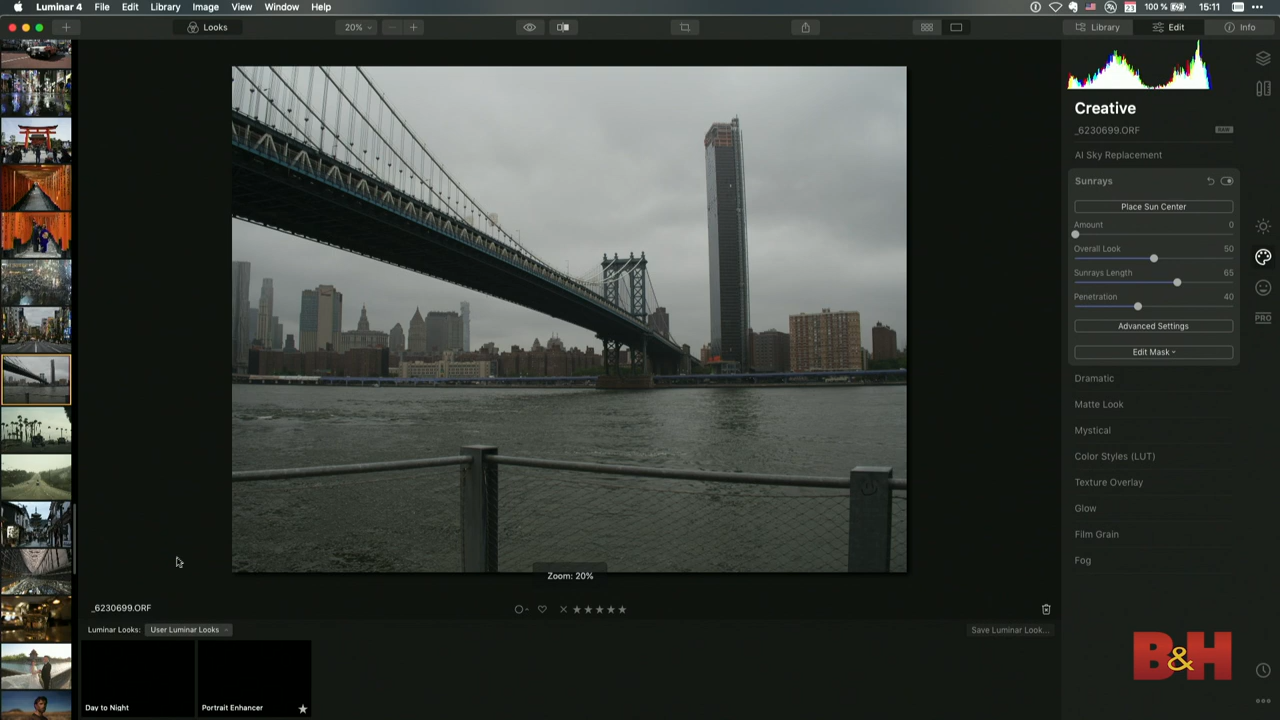 Luminar 4 File Edit Library Image View Window Help 23 100 % 15:11
Looks 20% Library Edit Info
Creative
_6230699.ORF RAW
AI Sky Replacement
Sunrays
Place Sun Center
Amount 0
Overall Look 50
Sunrays Length 65
Penetration 40
Advanced Settings
PRO
Edit Mask
Dramatic
Matte Look
Mystical
Color Styles (LUT)
Texture Overlay
Glow
Film Grain
Fog
Zoom: 20%
_6230699.ORF
Luminar Looks: User Luminar Looks Save Luminar Look...
B&H
Day to Night Portrait Enhancer